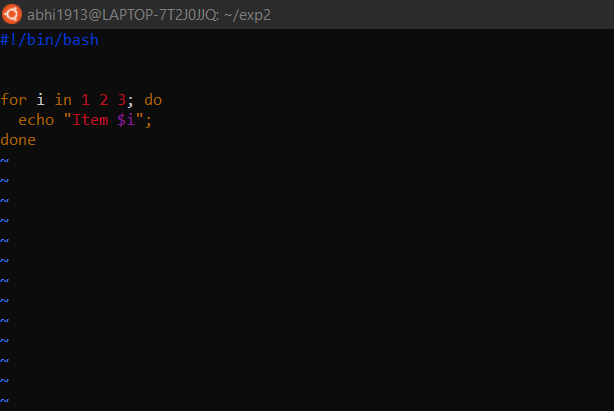 abhi1913@LAPTOP-7T2J0JJQ: ~/exp2
#!/bin/bash
for i in 1 2 3; do
  echo "Item $i";
done
~
~
~
~
~
~
~
~
~
~
~
~
~